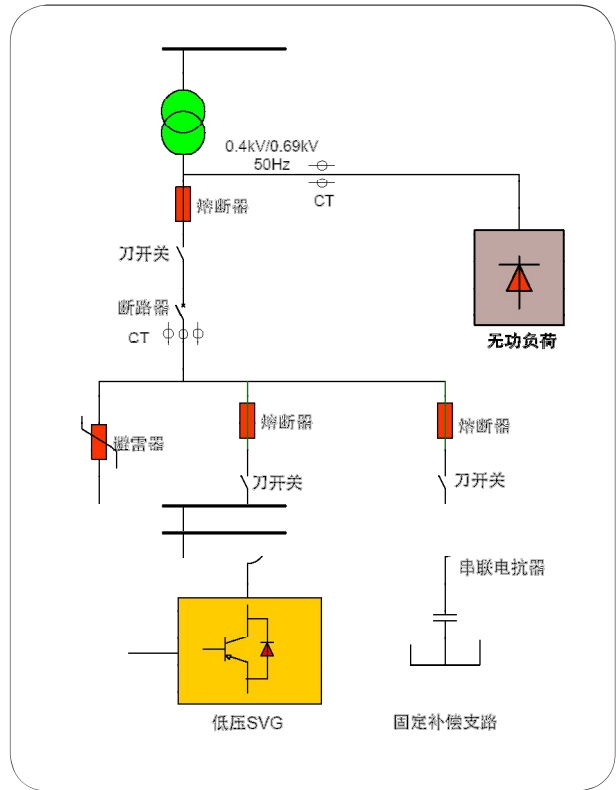 0.4kV/0.69kV
50Hz
CT
熔断器
刀开关
断路器
CT
无功负荷
避雷器
熔断器
熔断器
刀开关
刀开关
串联电抗器
低压SVG
固定补偿支路